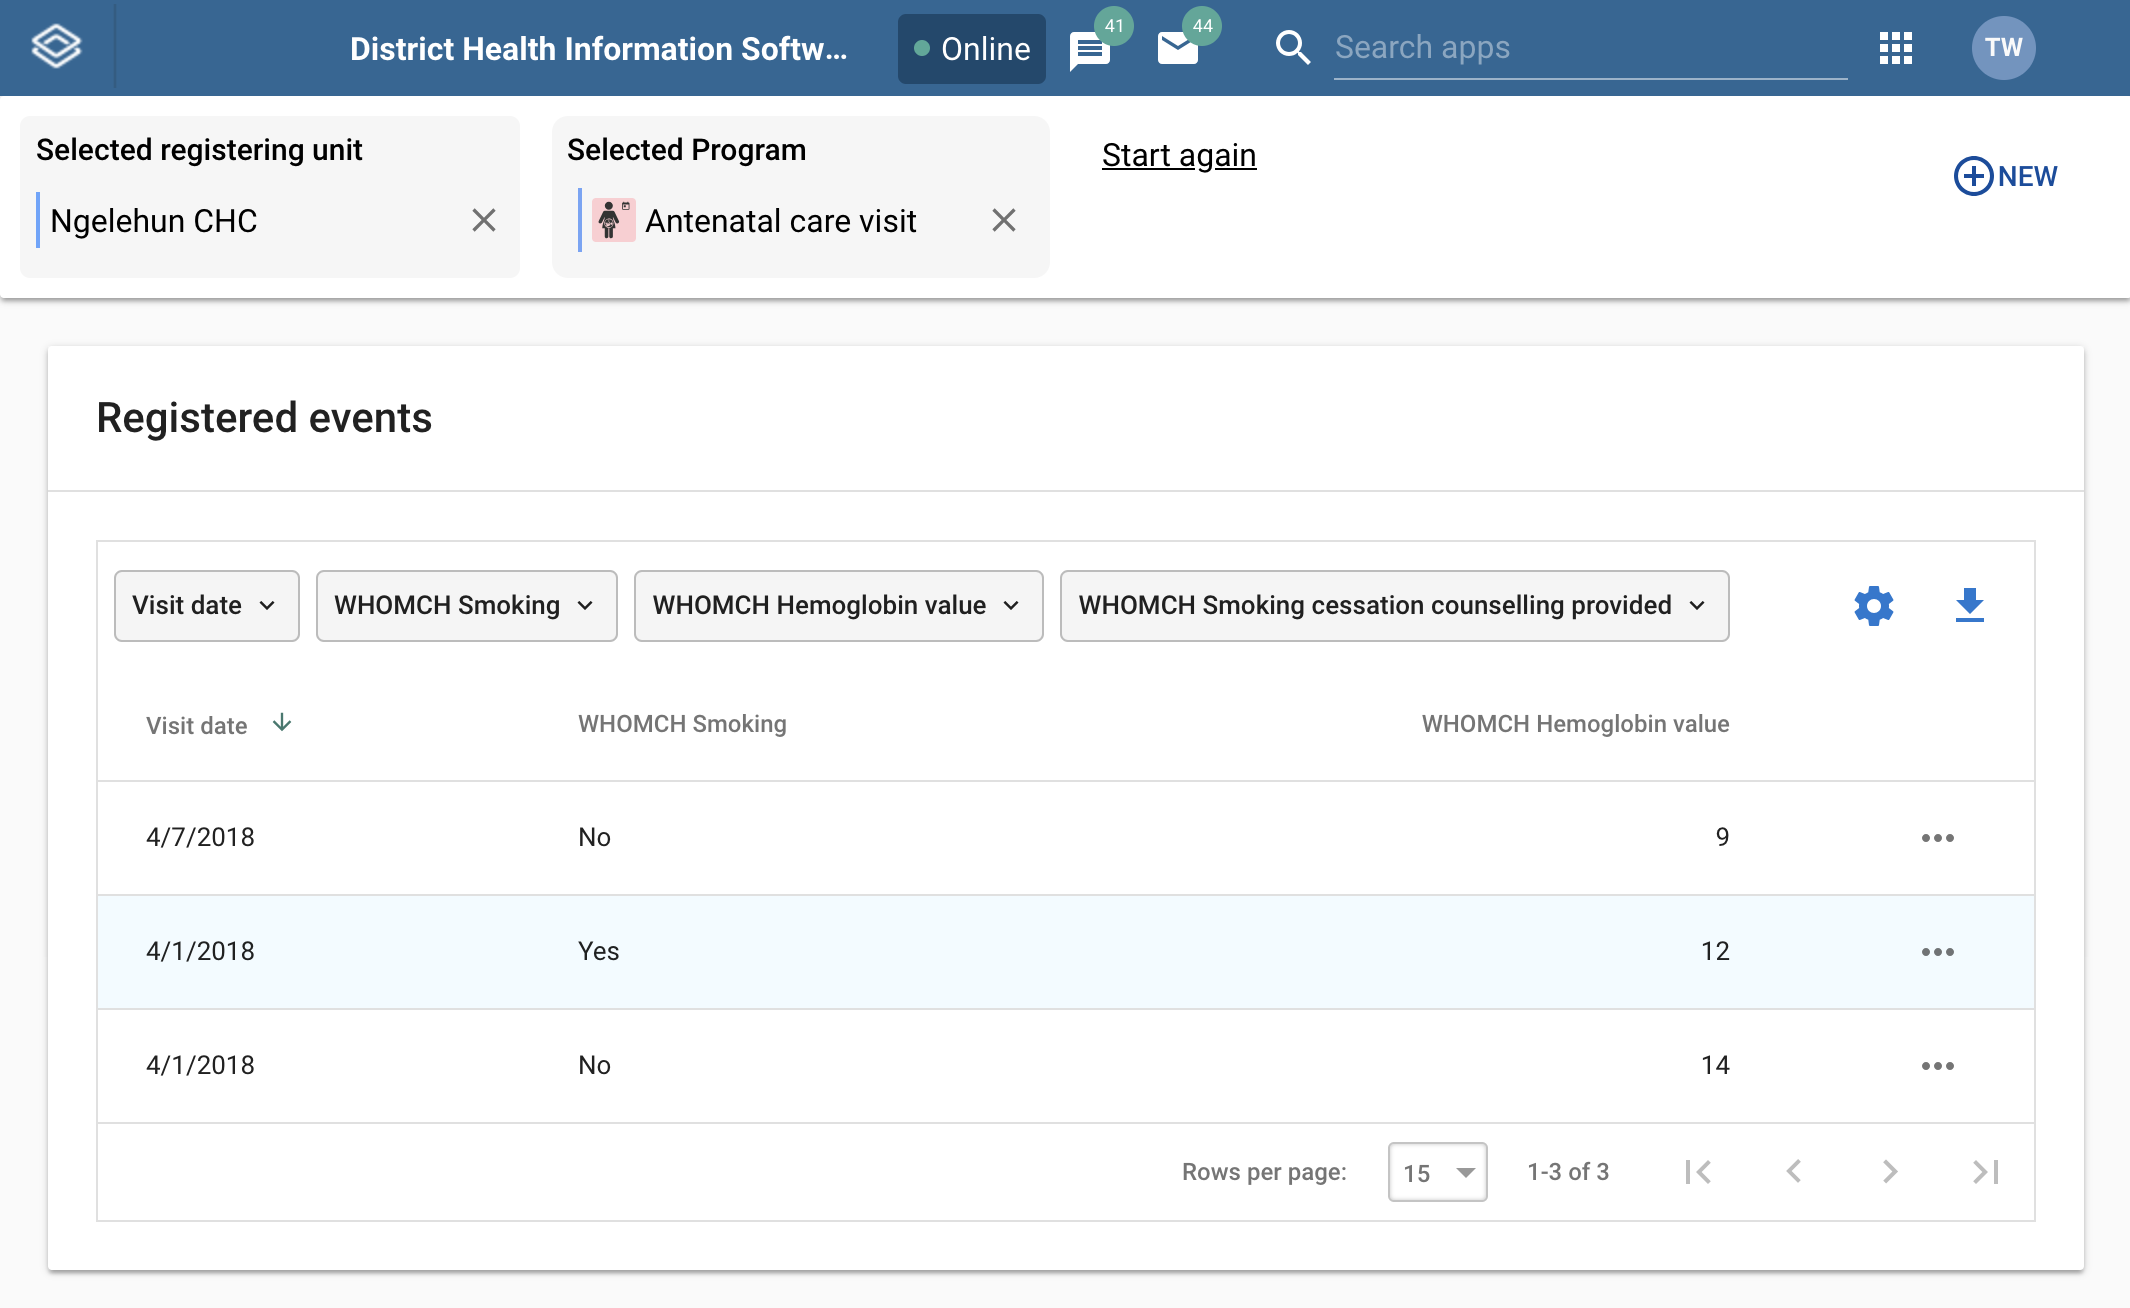 District Health Information Softw...
Online
41
44
Search apps
TW
Selected registering unit
Ngelehun CHC
Selected Program
Antenatal care visit
Start again
NEW
Registered events
Visit date
WHOMCH Smoking
WHOMCH Hemoglobin value
WHOMCH Smoking cessation counselling provided
Visit date WHOMCH Smoking WHOMCH Hemoglobin value
4/7/2018 No 9
4/1/2018 Yes 12
4/1/2018 No 14
Rows per page: 15 1-3 of 3